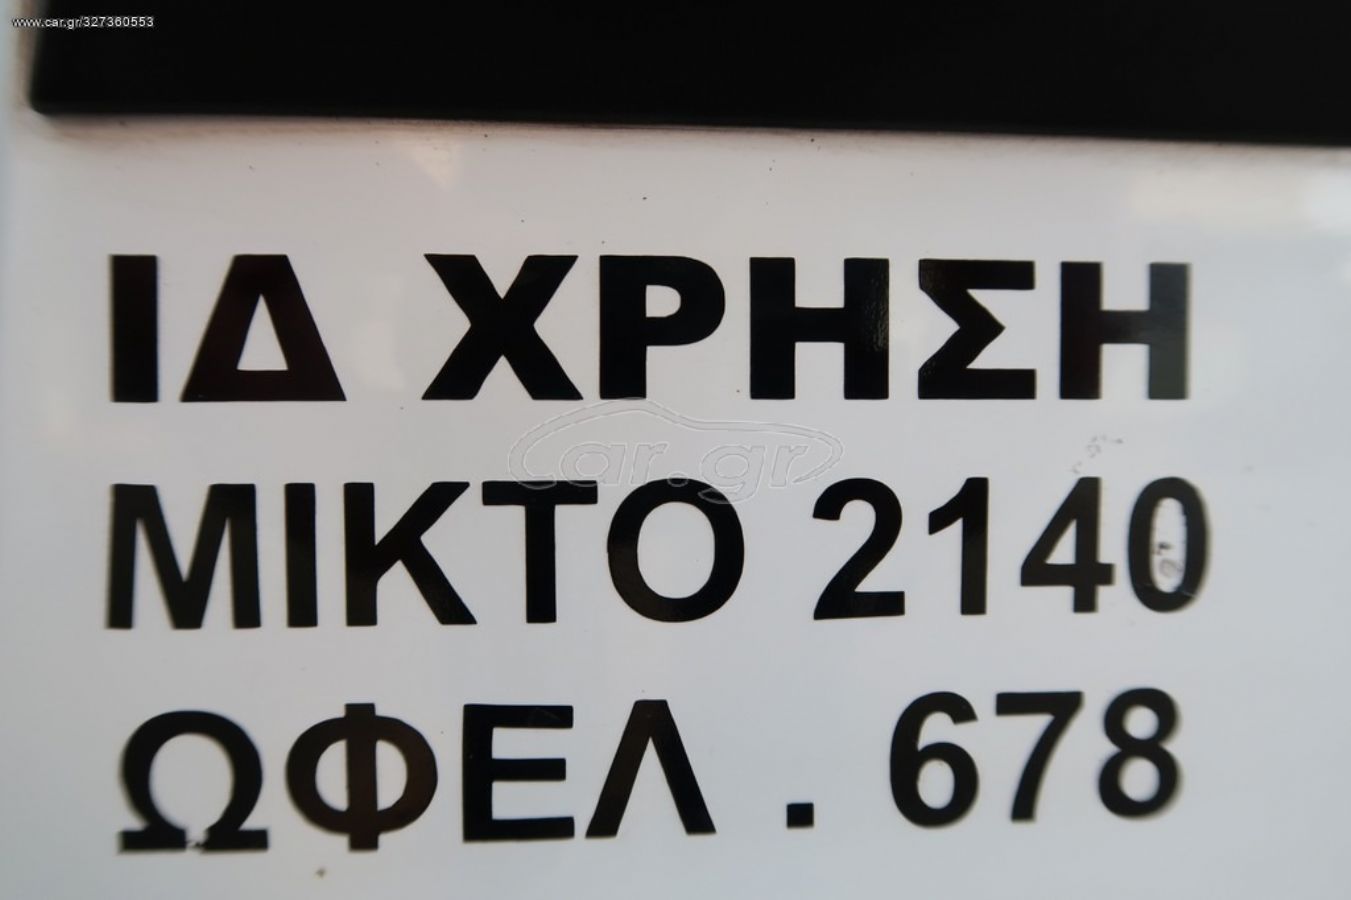 www.car.gr/327360553
ΙΔ ΧΡΗΣΗ
car.gr
ΜΙΚΤΟ 2140
ΩΦΕΛ . 678